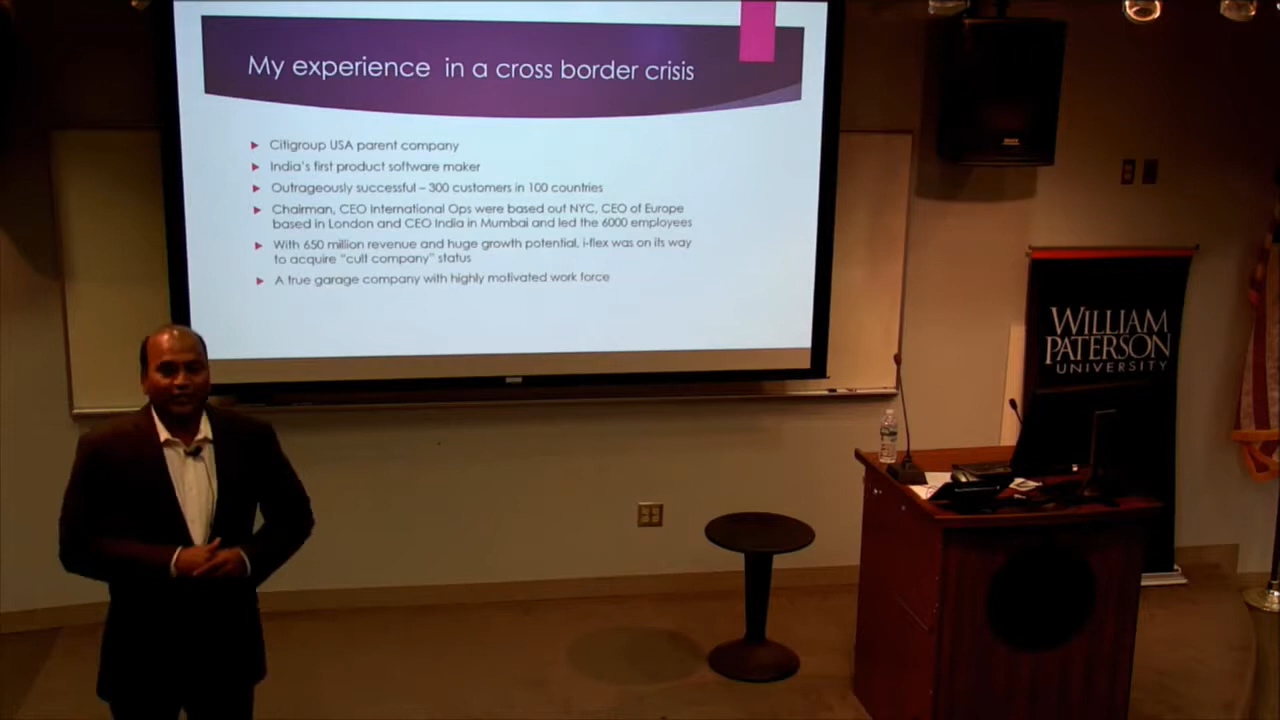 My experience in a cross border crisis
Citigroup USA parent company
India's first product software maker
Outrageously successful – 300 customers in 100 countries
Chairman, CEO International Ops were based out NYC, CEO of Europe
based in London and CEO India in Mumbai and led the 6000 employees
With 650 million revenue and huge growth potential, i-flex was on its way
to acquire "cult company" status
A true garage company with highly motivated work force
WILLIAM
PATERSON
UNIVERSITY